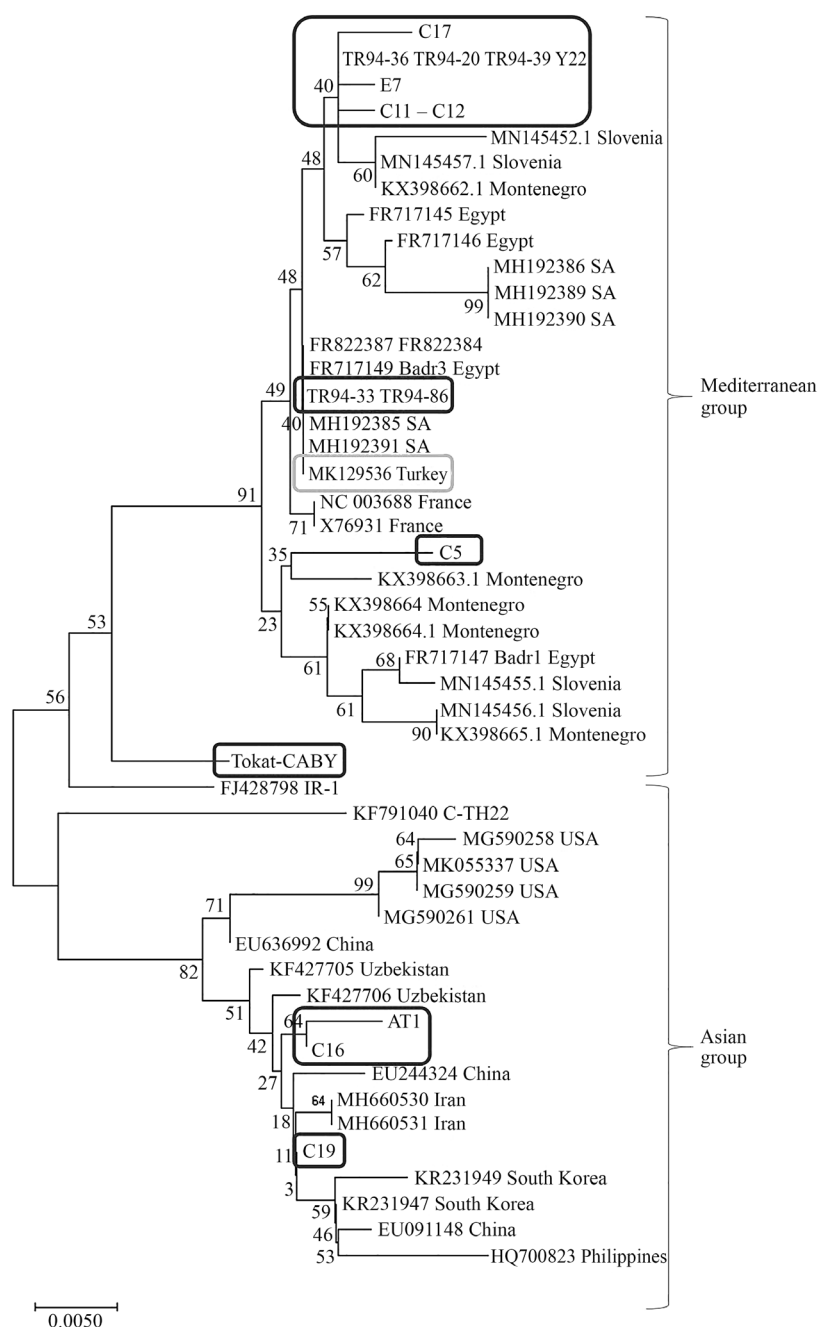 C17
TR94-36 TR94-20 TR94-39 Y22
40
E7
C11 – C12
MN145452.1 Slovenia
48
MN145457.1 Slovenia
60
KX398662.1 Montenegro
FR717145 Egypt
FR717146 Egypt
57
MH192386 SA
62
48
MH192389 SA
99
MH192390 SA
FR822387 FR822384
FR717149 Badr3 Egypt
Mediterranean
group
49
TR94-33 TR94-86
40
MH192385 SA
MH192391 SA
MK129536 Turkey
91
NC 003688 France
71
X76931 France
35
C5
KX398663.1 Montenegro
55
KX398664 Montenegro
23
53
KX398664.1 Montenegro
61
68
FR717147 Badr1 Egypt
MN145455.1 Slovenia
56
61
MN145456.1 Slovenia
90
KX398665.1 Montenegro
Tokat-CABY
FJ428798 IR-1
KF791040 C-TH22
64
MG590258 USA
65
MK055337 USA
99
MG590259 USA
71
MG590261 USA
EU636992 China
82
KF427705 Uzbekistan
KF427706 Uzbekistan
51
64
AT1
42
C16
Asian
group
27
EU244324 China
64
MH660530 Iran
18
MH660531 Iran
11
C19
3
KR231949 South Korea
59
KR231947 South Korea
46
EU091148 China
53
HQ700823 Philippines
0.0050